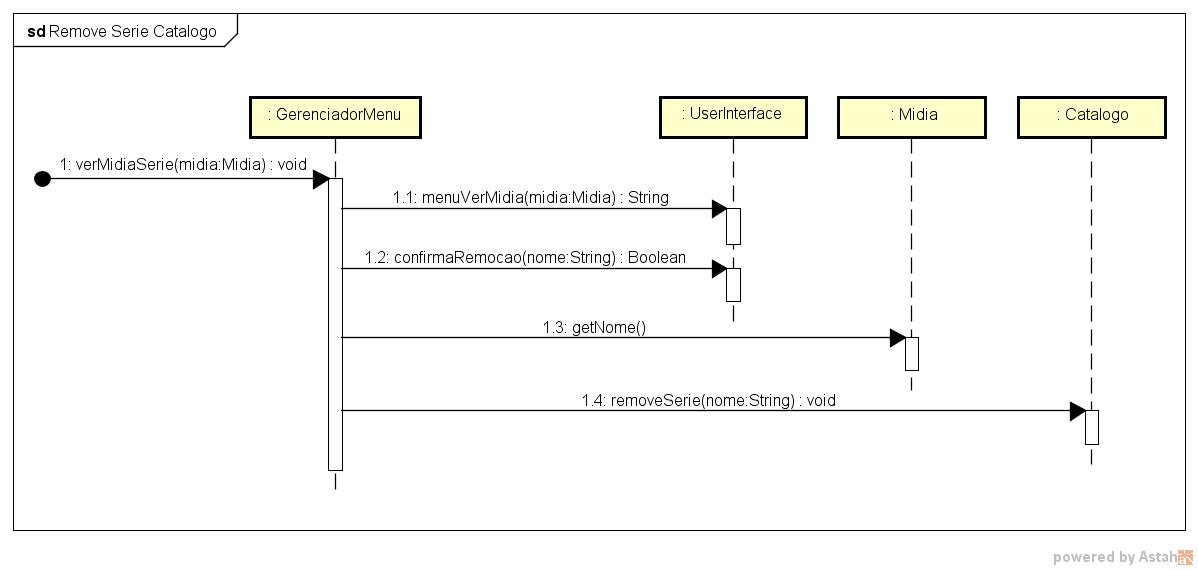 sd Remove Serie Catalogo
: GerenciadorMenu
: UserInterface
: Midia
: Catalogo
1: verMidiaSerie(midia:Midia) : void
1.1: menuVerMidia(midia:Midia) : String
1.2: confirmaRemocao(nome:String) : Boolean
1.3: getNome()
1.4: removeSerie(nome:String) : void
powered by Astah